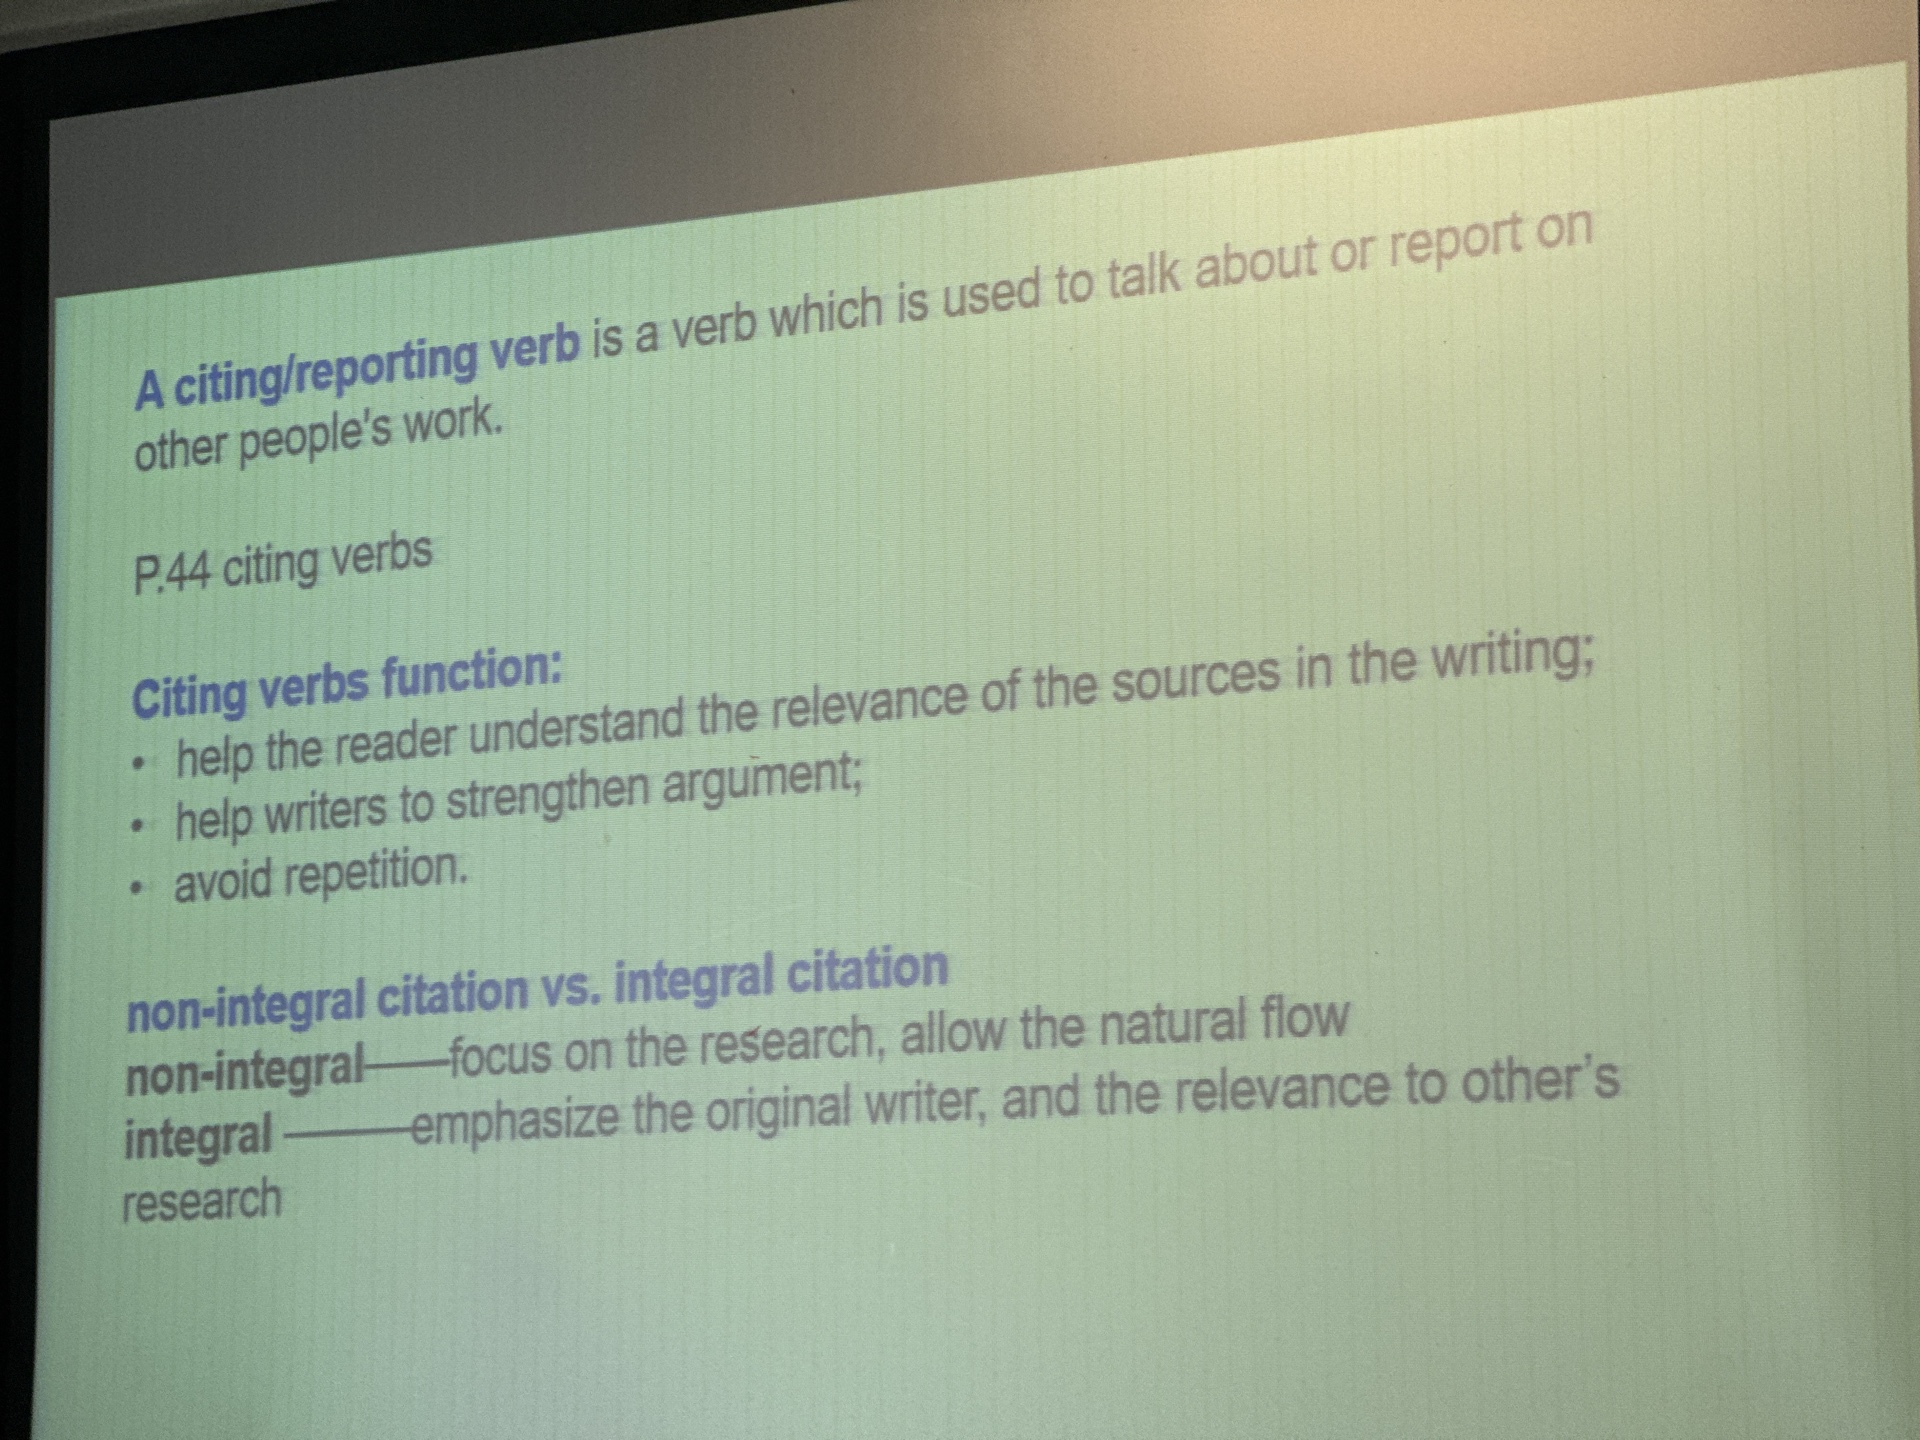 A citing/reporting verb is a verb which is used to talk about or report on
other people's work.
P.44 citing verbs
Citing verbs function:
• help the reader understand the relevance of the sources in the writing;
• help writers to strengthen argument;
• avoid repetition.
non-integral citation vs. integral citation
non-integral——focus on the research, allow the natural flow
integral ———emphasize the original writer, and the relevance to other’s
research